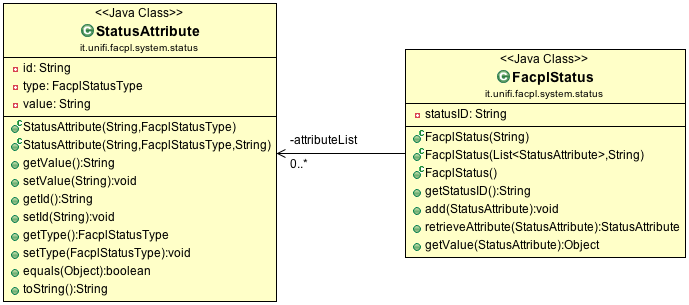 <<Java Class>>
StatusAttribute
it.unifi.facpl.system.status
id: String
type: FacplStatusType
value: String
StatusAttribute(String,FacplStatusType)
StatusAttribute(String,FacplStatusType,String)
getValue():String
setValue(String):void
getId():String
setId(String):void
getType():FacplStatusType
setType(FacplStatusType):void
equals(Object):boolean
toString():String
-attributeList
0..*
<<Java Class>>
FacplStatus
it.unifi.facpl.system.status
statusID: String
FacplStatus(String)
FacplStatus(List<StatusAttribute>,String)
FacplStatus()
getStatusID():String
add(StatusAttribute):void
retrieveAttribute(StatusAttribute):StatusAttribute
getValue(StatusAttribute):Object